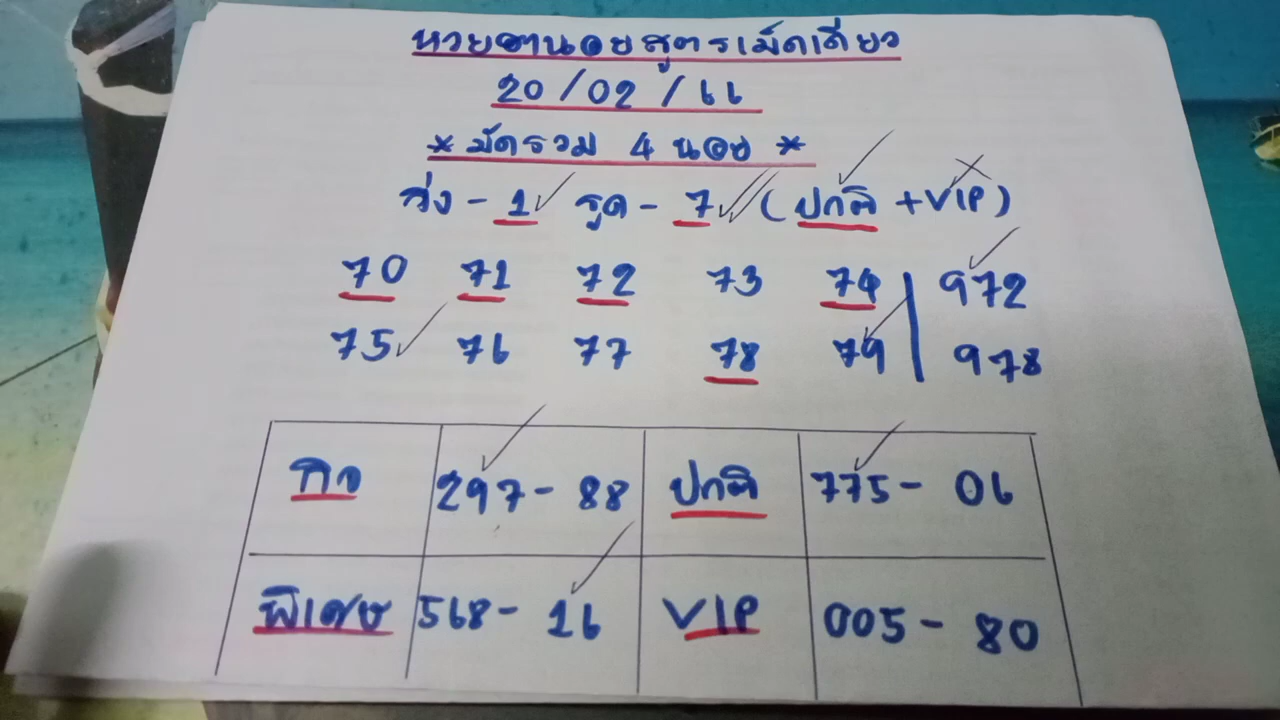 หวยฮานอยสูตรเม็ดเดียว
20/02/66
*มัดรวม 4 นอย*
วิ่ง - 1 รูด - 7 (ปกติ + VIP)
70 71 72 73 74 | 972
75 76 77 78 79 | 978
กาง 297 - 88 ปกติ 775 - 06
พิเศษ 568 - 16 VIP 005 - 80